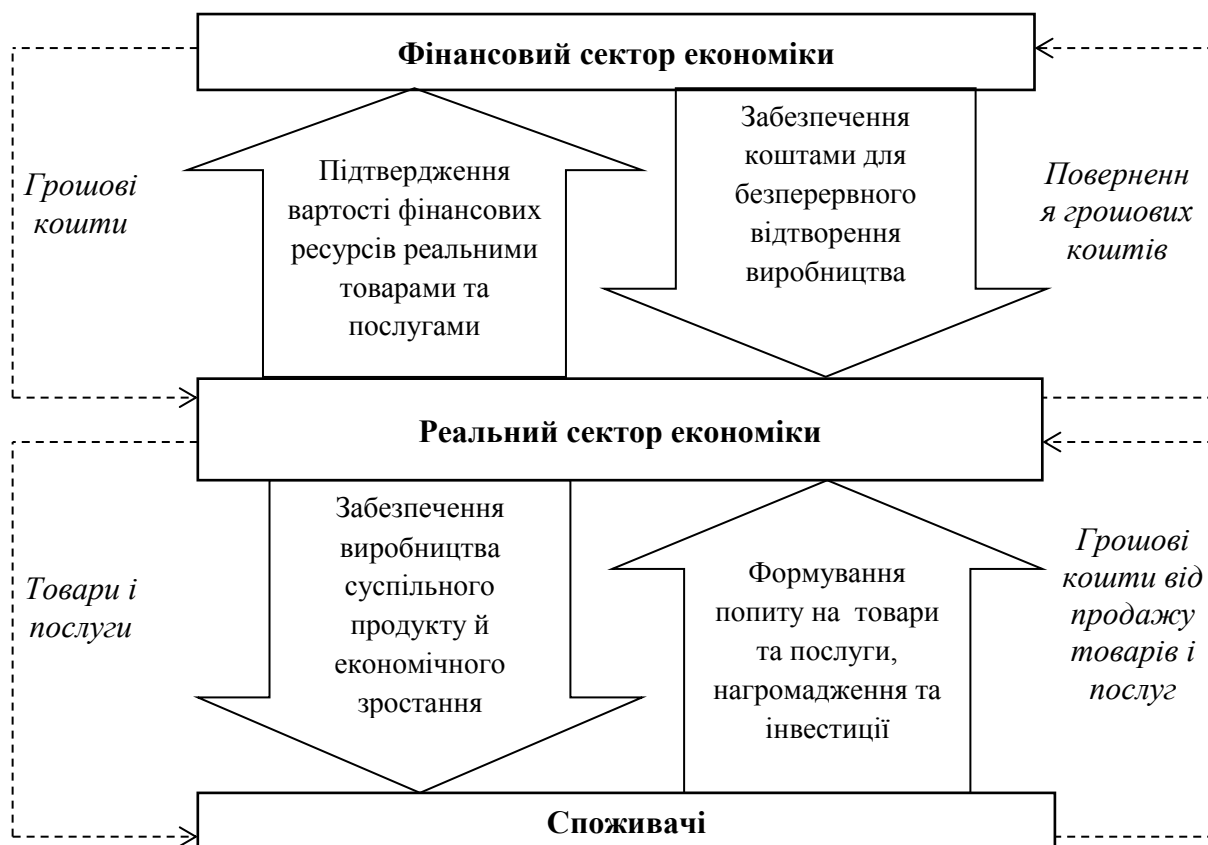 Фінансовий сектор економіки
Грошові
кошти
Підтвердження
вартості фінансових
ресурсів реальними
товарами та
послугами
Забезпечення
коштами для
безперервного
відтворення
виробництва
Поверненн
я грошових
коштів
Реальний сектор економіки
Товари і
послуги
Забезпечення
виробництва
суспільного
продукту й
економічного
зростання
Формування
попиту на товари
та послуги,
нагромадження та
інвестиції
Грошові
кошти від
продажу
товарів і
послуг
Споживачі